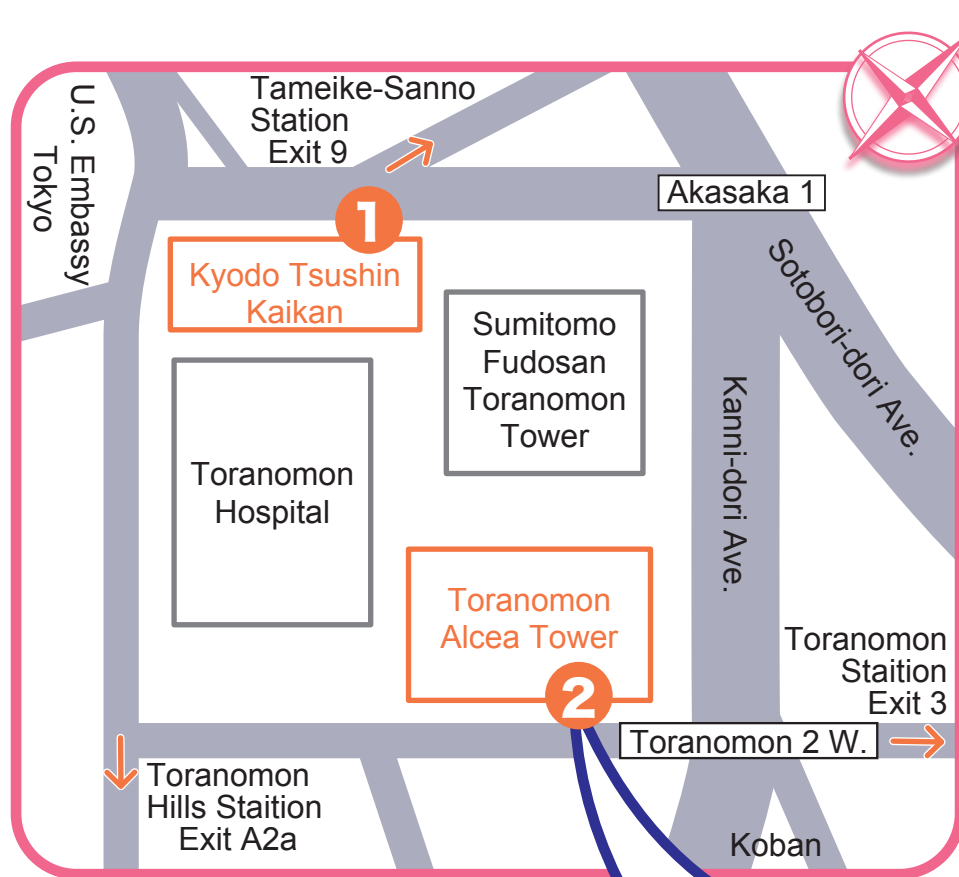 Tameike-Sanno
Station
Exit 9
U.S. Embassy
Tokyo
Akasaka 1
1
Kyodo Tsushin
Kaikan
Sotobori-dori Ave.
Sumitomo
Fudosan
Toranomon
Tower
Kanni-dori Ave.
Toranomon
Hospital
Toranomon
Alcea Tower
2
Toranomon
Staition
Exit 3
Toranomon 2 W.
Toranomon
Hills Staition
Exit A2a
Koban